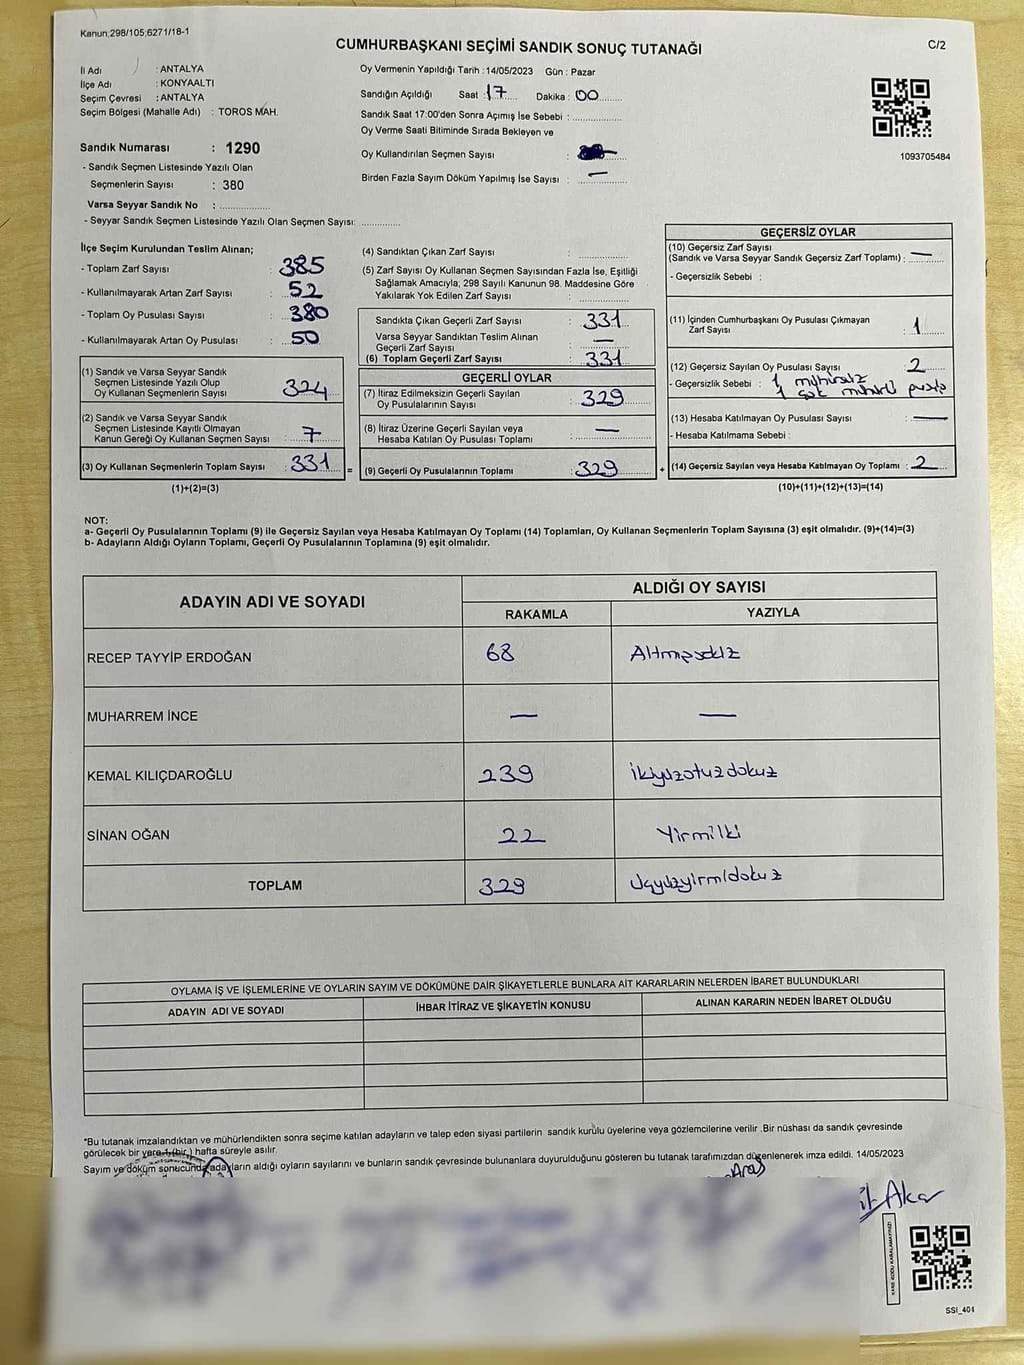 Kanun,298/105;6271/18-1
CUMHURBAŞKANI SEÇİMİ SANDIK SONUÇ TUTANAĞI
C/2
İl Adı : ANTALYA
İlçe Adı : KONYAALTI
Seçim Çevresi : ANTALYA
Seçim Bölgesi (Mahalle Adı) : TOROS MAH.
Sandık Numarası : 1290
- Sandık Seçmen Listesinde Yazılı Olan
Seçmenlerin Sayısı : 380
Varsa Seyyar Sandık No : ..............
- Seyyar Sandık Seçmen Listesinde Yazılı Olan Seçmen Sayısı: ............
Oy Vermenin Yapıldığı Tarih : 14/05/2023 Gün : Pazar
Sandığın Açıldığı Saat : 17 Dakika : 00
Sandık Saat 17:00'den Sonra Açımış İse Sebebi : ..............
Oy Verme Saati Bitiminde Sırada Bekleyen ve
Oy Kullandırılan Seçmen Sayısı :
Birden Fazla Sayım Döküm Yapılmış İse Sayısı : —
1093705484
İlçe Seçim Kurulundan Teslim Alınan;
- Toplam Zarf Sayısı : 385
- Kullanılmayarak Artan Zarf Sayısı : 52
- Toplam Oy Pusulası Sayısı : 380
- Kullanılmayarak Artan Oy Pusulası : 50
(1) Sandık ve Varsa Seyyar Sandık
Seçmen Listesinde Yazılı Olup
Oy Kullanan Seçmenlerin Sayısı : 324
(2) Sandık ve Varsa Seyyar Sandık
Seçmen Listesinde Kayıtlı Olmayan
Kanun Gereği Oy Kullanan Seçmen Sayısı : 7
(3) Oy Kullanan Seçmenlerin Toplam Sayısı : 331 =
(1)+(2)=(3)
(4) Sandıktan Çıkan Zarf Sayısı : ..............
(5) Zarf Sayısı Oy Kullanan Seçmen Sayısından Fazla İse, Eşitliği
Sağlamak Amacıyla; 298 Sayılı Kanunun 98. Maddesine Göre
Yakılarak Yok Edilen Zarf Sayısı : ..............
Sandıkta Çıkan Geçerli Zarf Sayısı : 331
Varsa Seyyar Sandıktan Teslim Alınan
Geçerli Zarf Sayısı : —
(6) Toplam Geçerli Zarf Sayısı : 331
GEÇERLİ OYLAR
(7) İtiraz Edilmeksizin Geçerli Sayılan
Oy Pusulalarının Sayısı : 329
(8) İtiraz Üzerine Geçerli Sayılan veya
Hesaba Katılan Oy Pusulası Toplamı : —
(9) Geçerli Oy Pusulalarının Toplamı : 329 +
GEÇERSİZ OYLAR
(10) Geçersiz Zarf Sayısı
(Sandık ve Varsa Seyyar Sandık Geçersiz Zarf Toplamı) : —
- Geçersizlik Sebebi :
(11) İçinden Cumhurbaşkanı Oy Pusulası Çıkmayan
Zarf Sayısı : 1
(12) Geçersiz Sayılan Oy Pusulası Sayısı : 2
- Geçersizlik Sebebi : 1 mühürsüz
1 çok mühürlü pusula
(13) Hesaba Katılmayan Oy Pusulası Sayısı : —
- Hesaba Katılmama Sebebi :
(14) Geçersiz Sayılan veya Hesaba Katılmayan Oy Toplamı : 2
(10)+(11)+(12)+(13)=(14)
NOT:
a- Geçerli Oy Pusulalarının Toplamı (9) ile Geçersiz Sayılan veya Hesaba Katılmayan Oy Toplamı (14) Toplamları, Oy Kullanan Seçmenlerin Toplam Sayısına (3) eşit olmalıdır. (9)+(14)=(3)
b- Adayların Aldığı Oyların Toplamı, Geçerli Oy Pusulalarının Toplamına (9) eşit olmalıdır.
ADAYIN ADI VE SOYADI
ALDIĞI OY SAYISI
RAKAMLA YAZIYLA
RECEP TAYYİP ERDOĞAN 68 Altmışsekiz
MUHARREM İNCE — —
KEMAL KILIÇDAROĞLU 239 ikiyüzotuzdokuz
SİNAN OĞAN 22 Yirmiiki
TOPLAM 329 Üçyüzyirmidokuz
OYLAMA İŞ VE İŞLEMLERİNE VE OYLARIN SAYIM VE DÖKÜMÜNE DAİR ŞİKAYETLERLE BUNLARA AİT KARARLARIN NELERDEN İBARET BULUNDUKLARI
ADAYIN ADI VE SOYADI İHBAR İTİRAZ VE ŞİKAYETİN KONUSU ALINAN KARARIN NEDEN İBARET OLDUĞU
*Bu tutanak imzalandıktan ve mühürlendikten sonra seçime katılan adayların ve talep eden siyasi partilerin sandık kurulu üyelerine veya gözlemcilerine verilir .Bir nüshası da sandık çevresinde
görülecek bir yere 1 (bir ) hafta süreyle asılır.
Sayım ve döküm sonucunda adayların aldığı oyların sayılarını ve bunların sandık çevresinde bulunanlara duyurulduğunu gösteren bu tutanak tarafımızdan düzenlenerek imza edildi. 14/05/2023
Aras
Akar
KARE KODU KARALAMAYINIZ!
SSI_404